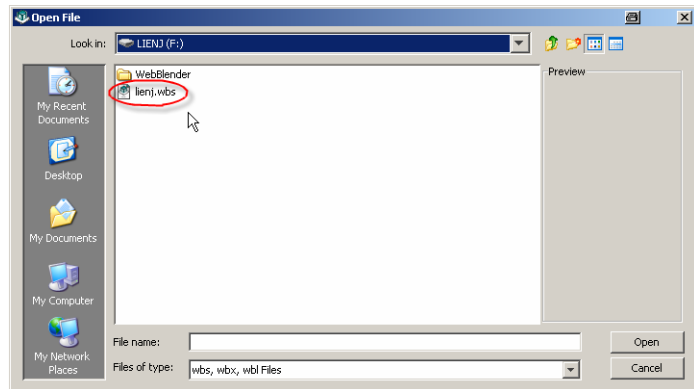 Open File
Look in:
LIENJ (F:)
WebBlender
lienj.wbs
Preview
My Recent
Documents
Desktop
My Documents
My Computer
My Network
Places
File name:
Open
Files of type:
wbs, wbx, wbl Files
Cancel